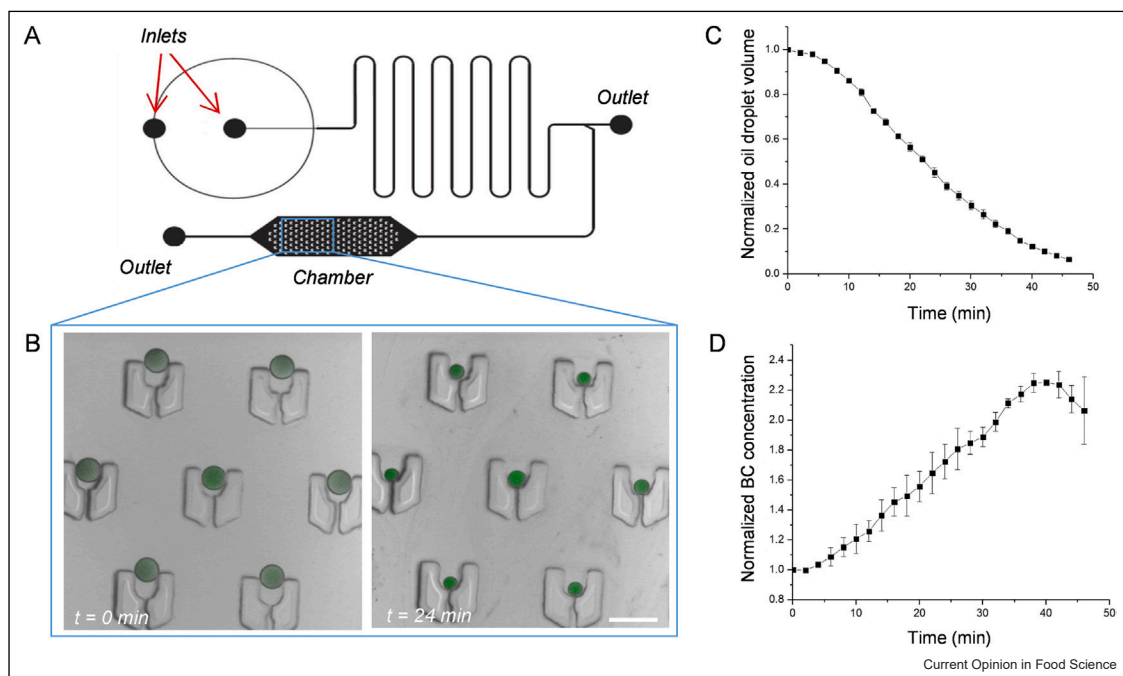 A
Inlets
Outlet
Outlet
Chamber
B
t = 0 min
t = 24 min
C
Normalized oil droplet volume
1.0
0.8
0.6
0.4
0.2
0.0
0
10
20
30
40
50
Time (min)
D
Normalized BC concentration
2.4
2.2
2.0
1.8
1.6
1.4
1.2
1.0
0.8
0
10
20
30
40
50
Time (min)
Current Opinion in Food Science